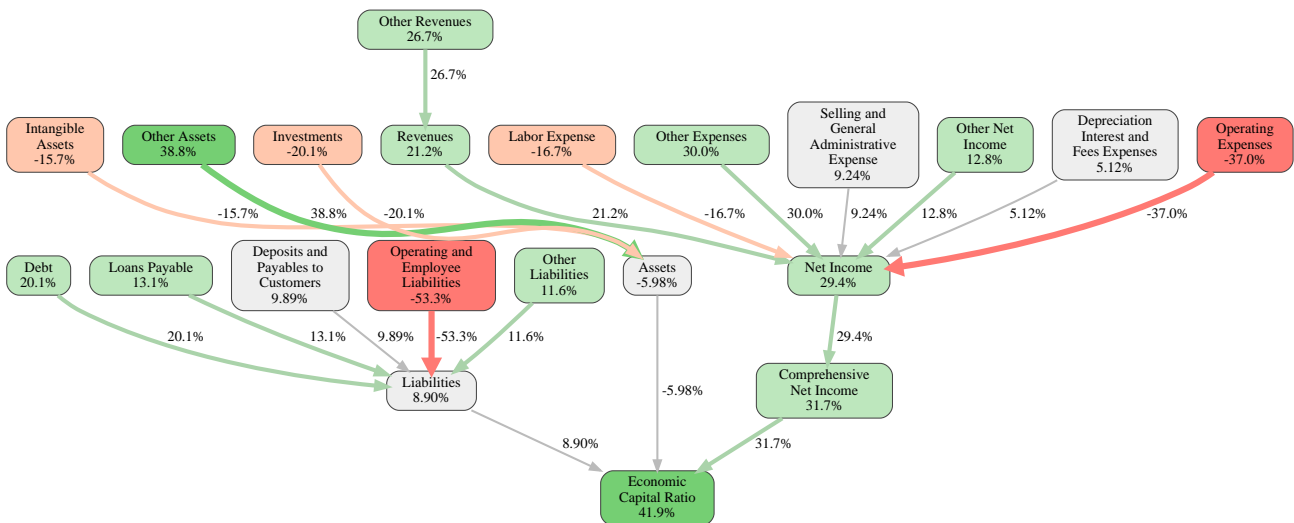 Other Revenues
26.7%
26.7%
Intangible
Assets
-15.7%
Other Assets
38.8%
Investments
-20.1%
Revenues
21.2%
Labor Expense
-16.7%
Other Expenses
30.0%
Selling and
General
Administrative
Expense
9.24%
Other Net
Income
12.8%
Depreciation
Interest and
Fees Expenses
5.12%
Operating
Expenses
-37.0%
-15.7%
38.8%
-20.1%
21.2%
-16.7%
30.0%
9.24%
12.8%
5.12%
-37.0%
Debt
20.1%
Loans Payable
13.1%
Deposits and
Payables to
Customers
9.89%
Operating and
Employee
Liabilities
-53.3%
Other
Liabilities
11.6%
Assets
-5.98%
Net Income
29.4%
20.1%
13.1%
9.89%
-53.3%
11.6%
29.4%
Liabilities
8.90%
-5.98%
Comprehensive
Net Income
31.7%
8.90%
31.7%
Economic
Capital Ratio
41.9%